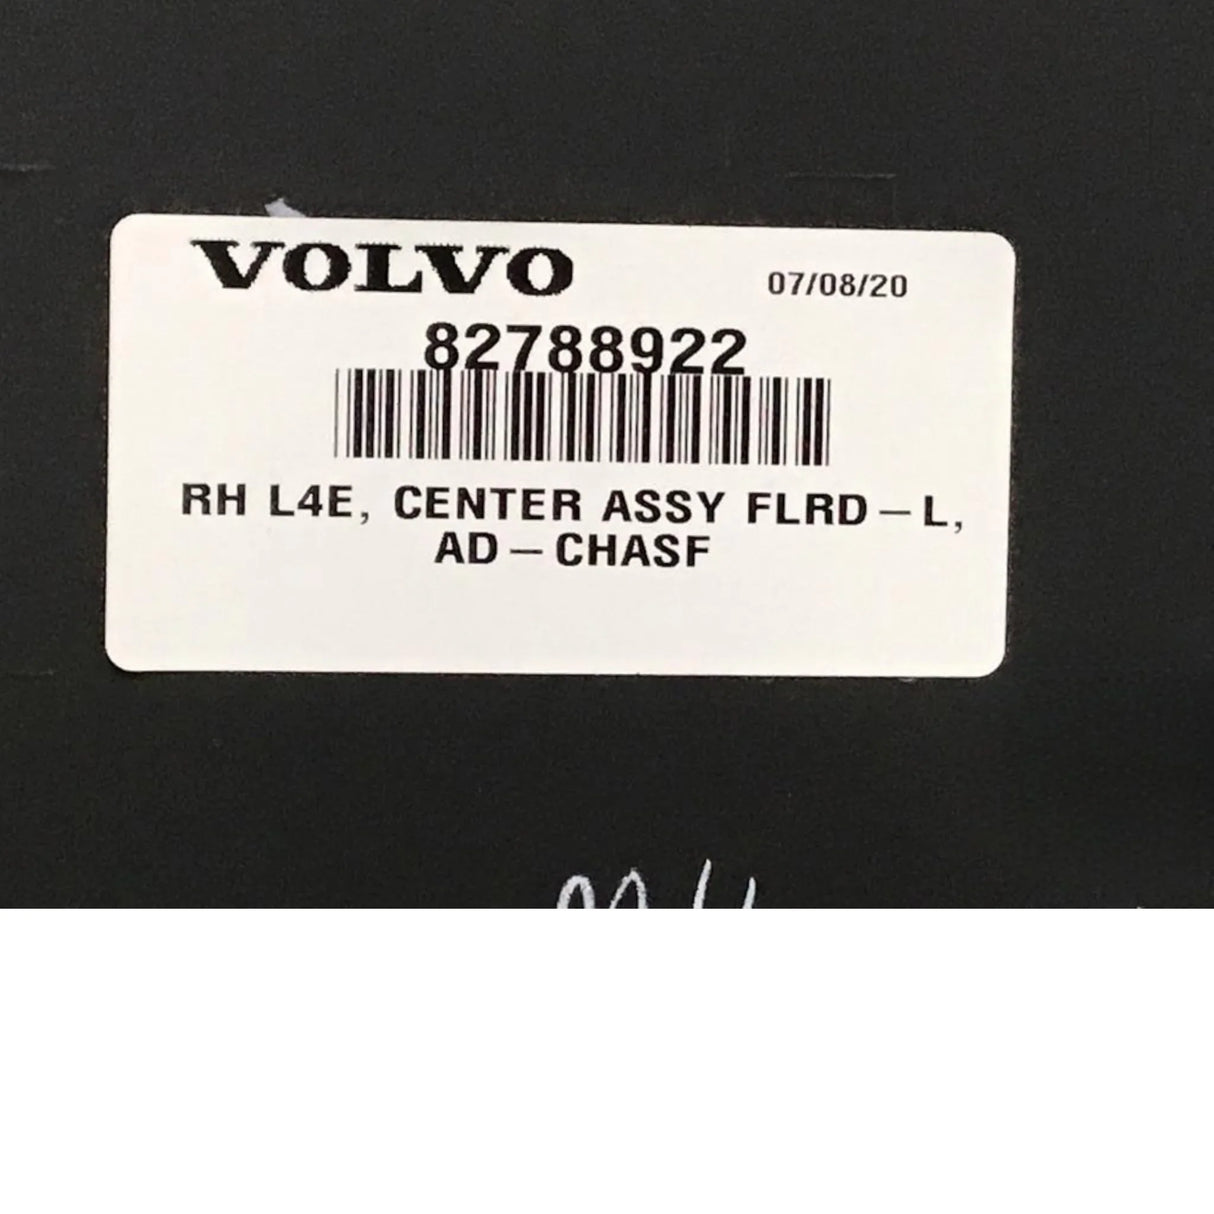 VOLVO
07/08/20
82788922
RH L4E, CENTER ASSY FLRD-L,
AD-CHASF